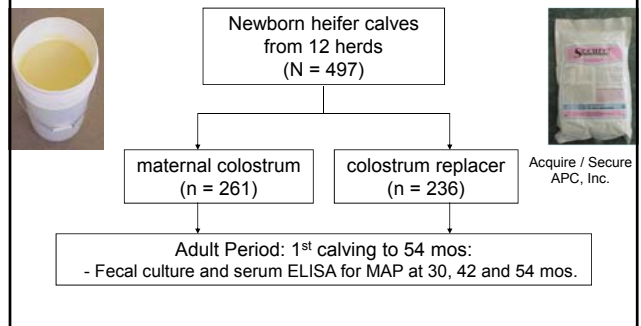 Newborn heifer calves
from 12 herds
(N = 497)
maternal colostrum
(n = 261)
colostrum replacer
(n = 236)
Acquire / Secure
APC, Inc.
Adult Period: 1st calving to 54 mos:
- Fecal culture and serum ELISA for MAP at 30, 42 and 54 mos.